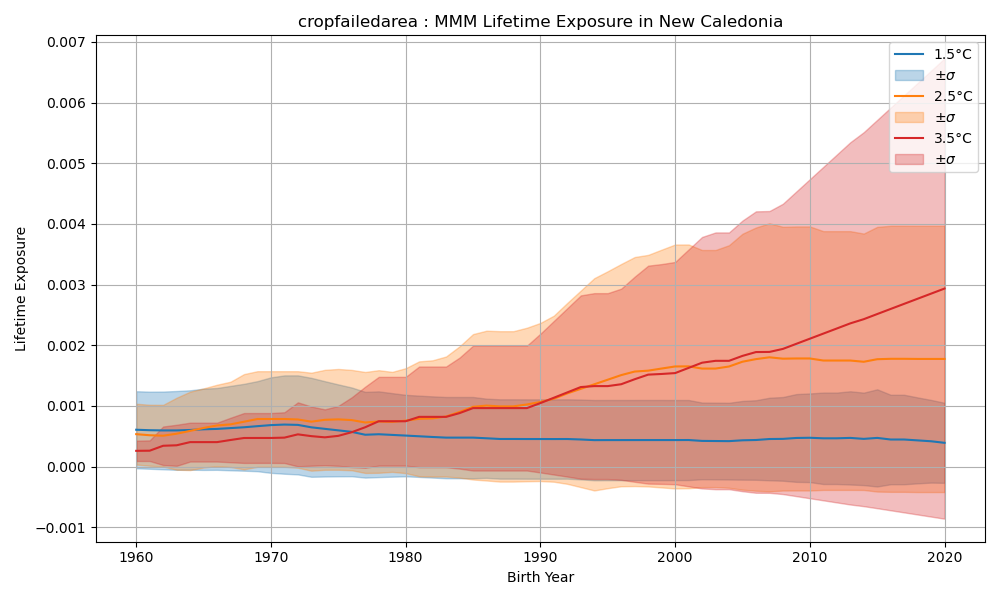 cropfailedarea : MMM Lifetime Exposure in New Caledonia
0.007
0.006
0.005
0.004
0.003
0.002
0.001
0.000
−0.001
Lifetime Exposure
1.5°C
±σ
2.5°C
±σ
3.5°C
±σ
1960 1970 1980 1990 2000 2010 2020
Birth Year